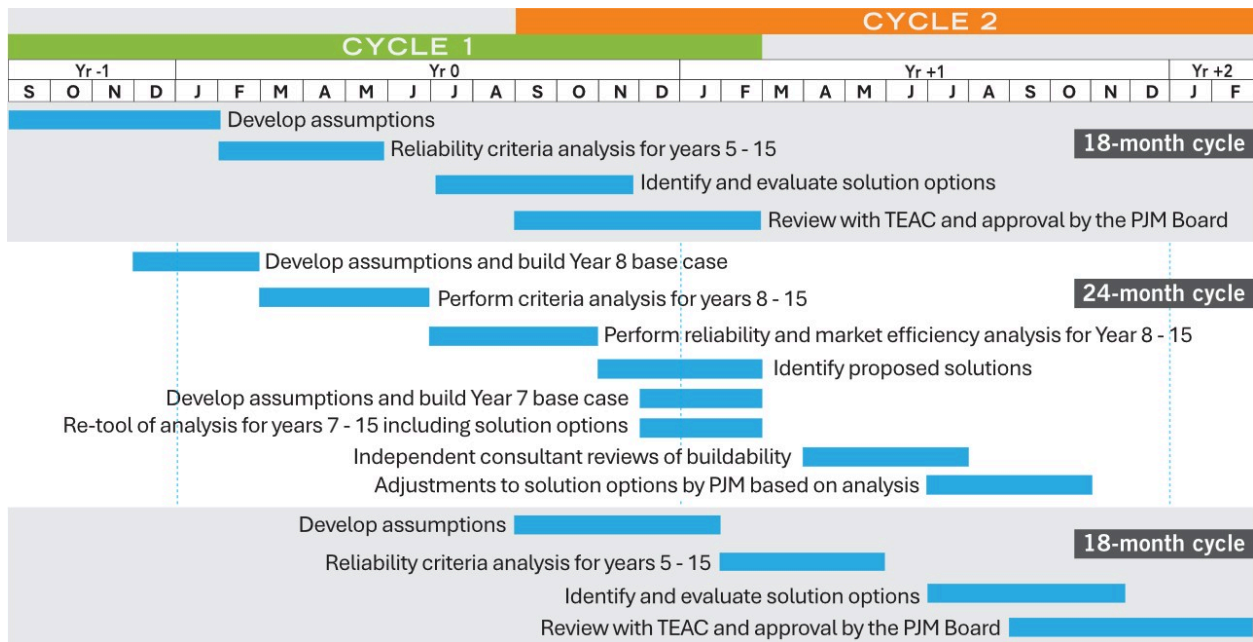 CYCLE 2
CYCLE 1
Yr -1 Yr 0 Yr +1 Yr +2
S O N D J F M A M J J A S O N D J F M A M J J A S O N D J F
Develop assumptions
Reliability criteria analysis for years 5 - 15
18-month cycle
Identify and evaluate solution options
Review with TEAC and approval by the PJM Board
Develop assumptions and build Year 8 base case
Perform criteria analysis for years 8 - 15
24-month cycle
Perform reliability and market efficiency analysis for Year 8 - 15
Identify proposed solutions
Develop assumptions and build Year 7 base case
Re-tool of analysis for years 7 - 15 including solution options
Independent consultant reviews of buildability
Adjustments to solution options by PJM based on analysis
Develop assumptions
18-month cycle
Reliability criteria analysis for years 5 - 15
Identify and evaluate solution options
Review with TEAC and approval by the PJM Board